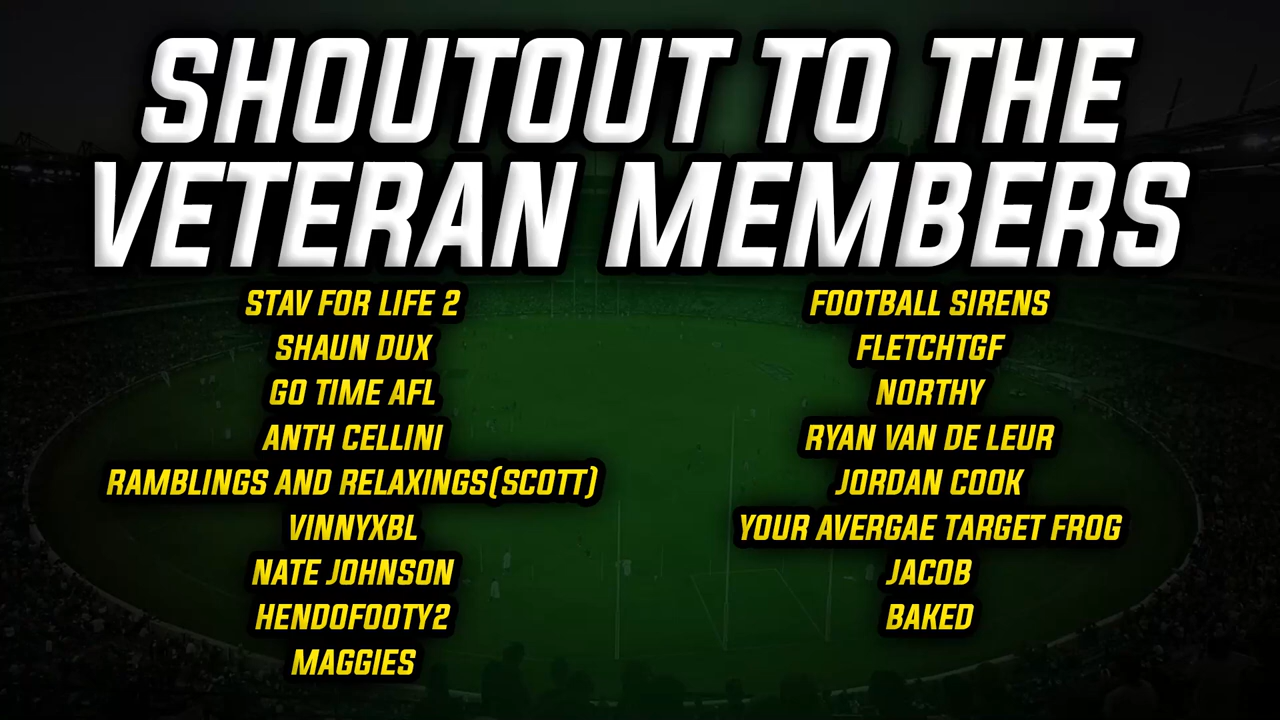 SHOUTOUT TO THE
VETERAN MEMBERS
STAV FOR LIFE 2
SHAUN DUX
GO TIME AFL
ANTH CELLINI
RAMBLINGS AND RELAXINGS(SCOTT)
VINNYXBL
NATE JOHNSON
HENDOFOOTY2
MAGGIES
FOOTBALL SIRENS
FLETCHTGF
NORTHY
RYAN VAN DE LEUR
JORDAN COOK
YOUR AVERGAE TARGET FROG
JACOB
BAKED